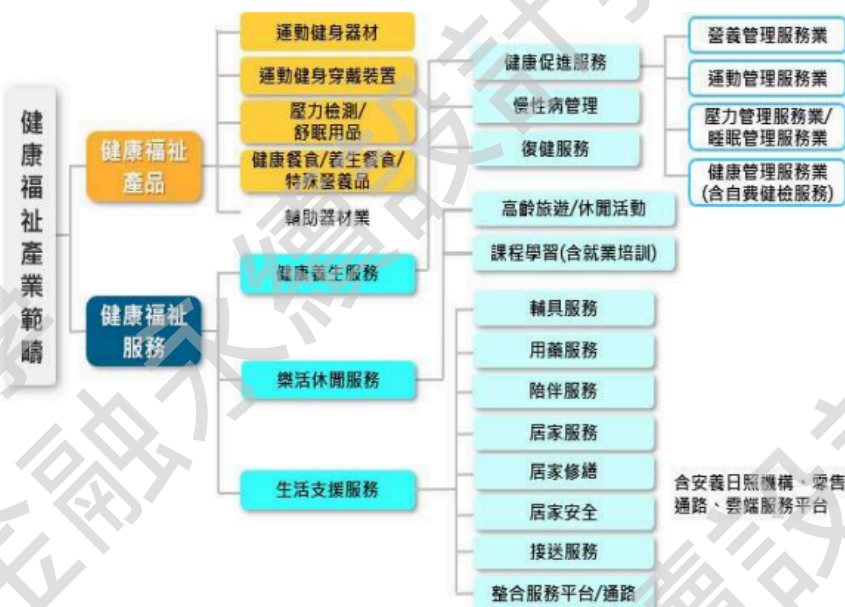 健康福祉產業範疇
健康福祉
產品
運動健身器材
運動健身穿戴裝置
壓力檢測/
舒眠用品
健康餐食/養生餐食/
特殊營養品
輔助器材業
健康福祉
服務
健康養生服務
健康促進服務
營養管理服務業
運動管理服務業
壓力管理服務業/
睡眠管理服務業
健康管理服務業
(含自費健檢服務)
慢性病管理
復健服務
樂活休閒服務
高齡旅遊/休閒活動
課程學習(含就業培訓)
生活支援服務
輔具服務
用藥服務
陪伴服務
居家服務
居家修繕
居家安全
接送服務
整合服務平台/通路
含安義日照機構、零售
通路、雲端服務平台